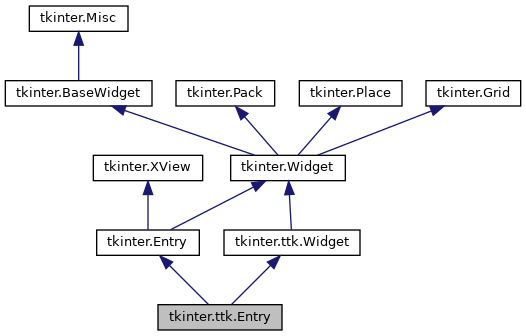 tkinter.Misc
tkinter.BaseWidget
tkinter.Pack
tkinter.Place
tkinter.Grid
tkinter.XView
tkinter.Widget
tkinter.Entry
tkinter.ttk.Widget
tkinter.ttk.Entry